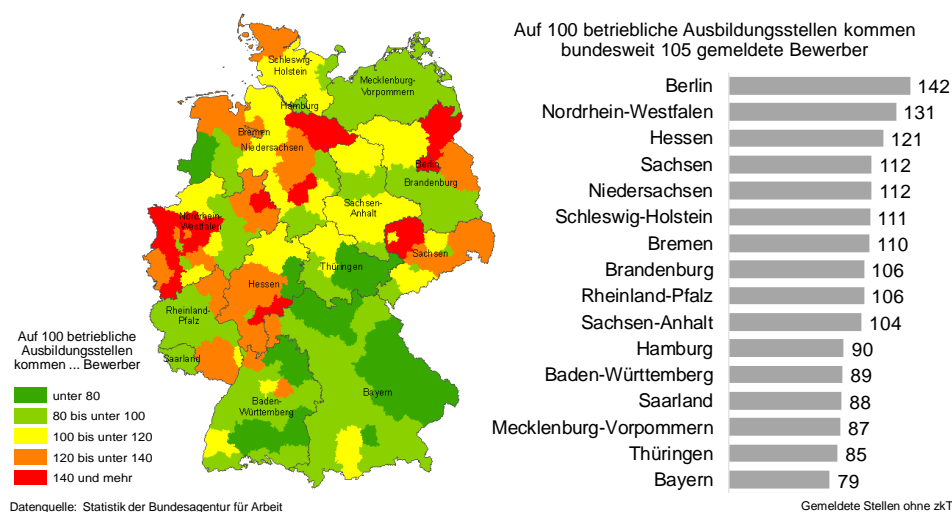 Schleswig-
Holstein
Mecklenburg-
Vorpommern
Hamburg
Bremen
Niedersachsen
Berlin
Brandenburg
Sachsen-
Anhalt
Nordrhein-
Westfalen
Sachsen
Thüringen
Hessen
Rheinland-
Pfalz
Saarland
Bayern
Baden-
Württemberg
Auf 100 betriebliche
Ausbildungsstellen
kommen ... Bewerber
unter 80
80 bis unter 100
100 bis unter 120
120 bis unter 140
140 und mehr
Datenquelle: Statistik der Bundesagentur für Arbeit
Auf 100 betriebliche Ausbildungsstellen kommen
bundesweit 105 gemeldete Bewerber
Berlin 142
Nordrhein-Westfalen 131
Hessen 121
Sachsen 112
Niedersachsen 112
Schleswig-Holstein 111
Bremen 110
Brandenburg 106
Rheinland-Pfalz 106
Sachsen-Anhalt 104
Hamburg 90
Baden-Württemberg 89
Saarland 88
Mecklenburg-Vorpommern 87
Thüringen 85
Bayern 79
Gemeldete Stellen ohne zkT